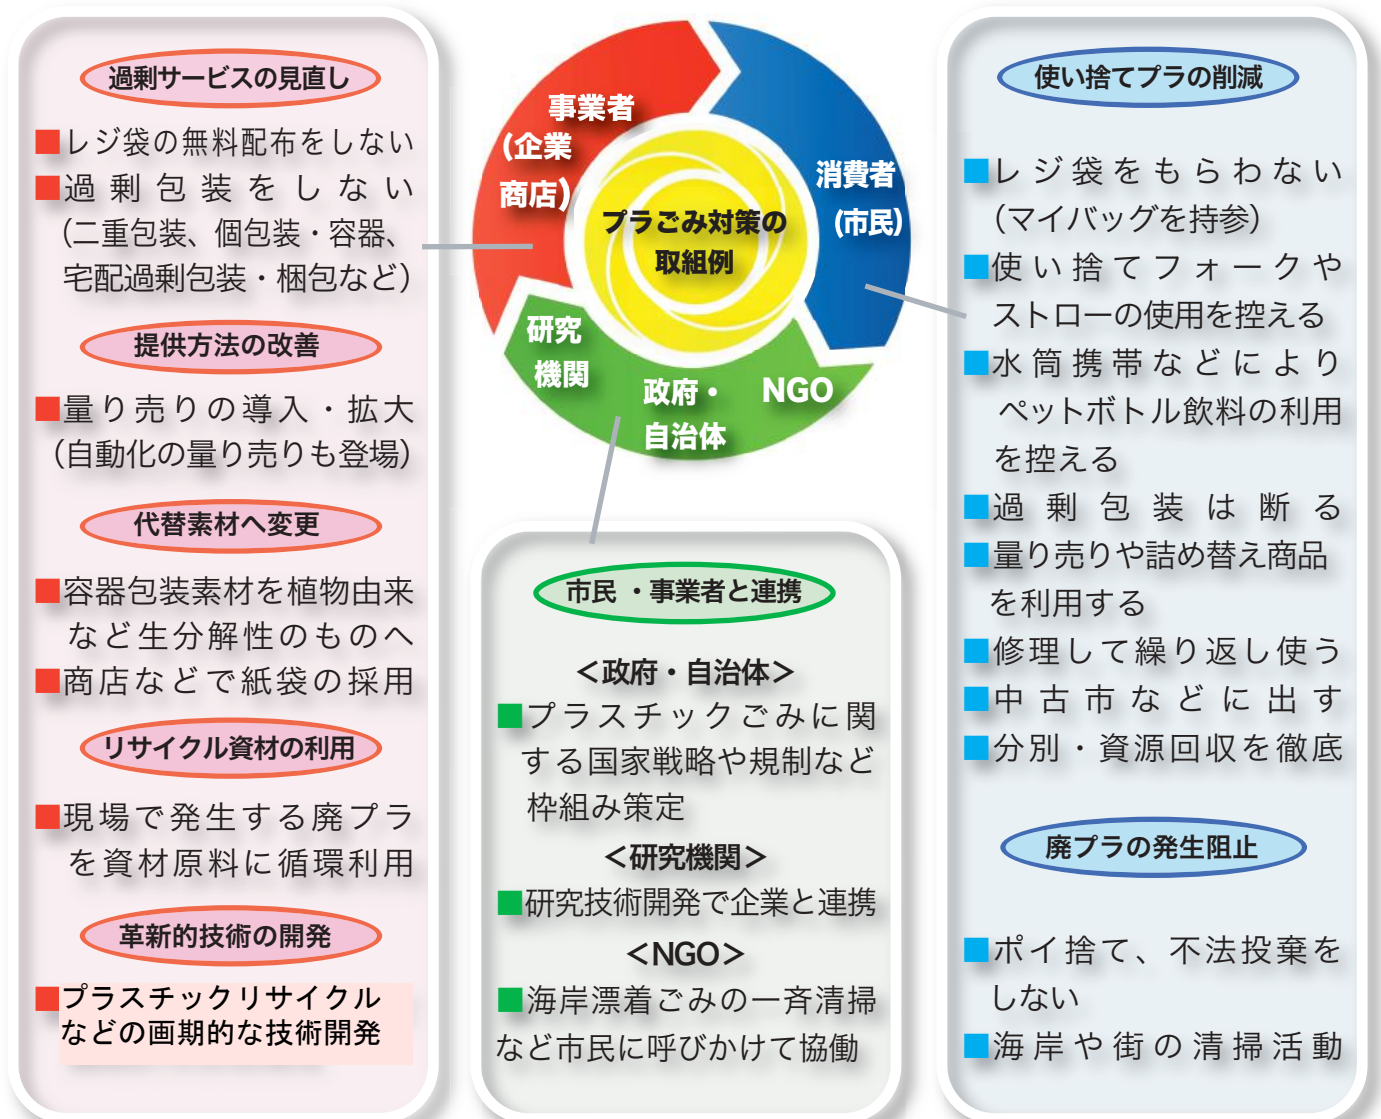 過剰サービスの見直し
■レジ袋の無料配布をしない
■過剰包装をしない
(二重包装、個包装・容器、
宅配過剰包装・梱包など)
提供方法の改善
■量り売りの導入・拡大
(自動化の量り売りも登場)
代替素材へ変更
■容器包装素材を植物由来
など生分解性のものへ
■商店などで紙袋の採用
リサイクル資材の利用
■現場で発生する廃プラ
を資材原料に循環利用
革新的技術の開発
■プラスチックリサイクル
などの画期的な技術開発
事業者
(企業
商店)
消費者
(市民)
プラごみ対策の
取組例
研究
機関
政府・
自治体
NGO
市民 ・事業者と連携
<政府・自治体>
■プラスチックごみに関
する国家戦略や規制など
枠組み策定
<研究機関>
■研究技術開発で企業と連携
<NGO>
■海岸漂着ごみの一斉清掃
など市民に呼びかけて協働
使い捨てプラの削減
■レジ袋をもらわない
(マイバッグを持参)
■使い捨てフォークや
ストローの使用を控える
■水筒携帯などにより
ペットボトル飲料の利用
を控える
■過剰包装は断る
■量り売りや詰め替え商品
を利用する
■修理して繰り返し使う
■中古市などに出す
■分別・資源回収を徹底
廃プラの発生阻止
■ポイ捨て、不法投棄を
しない
■海岸や街の清掃活動